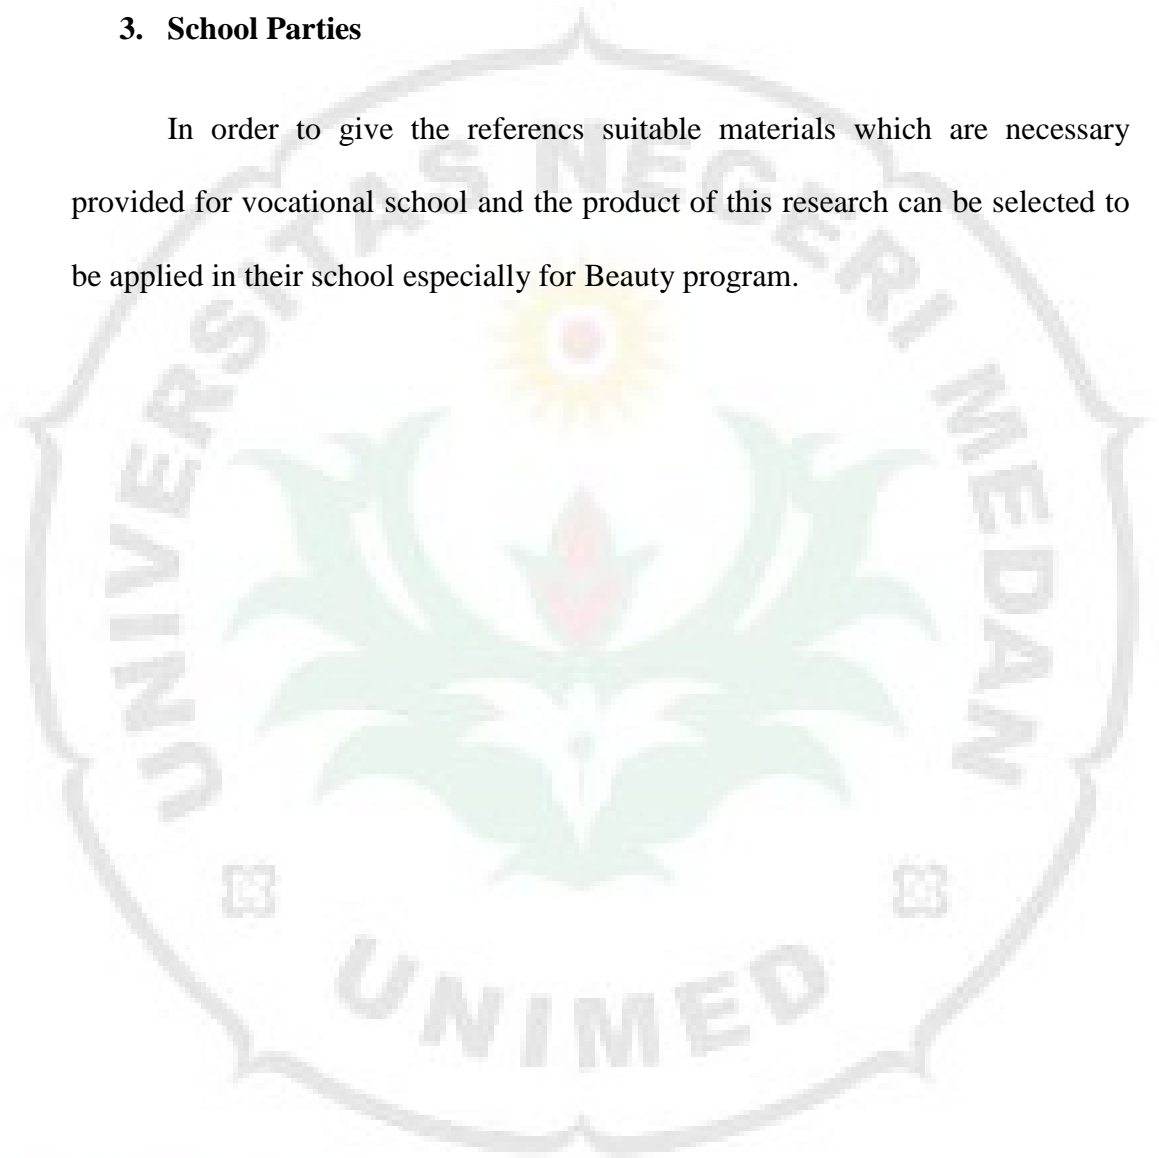 3. School Parties
In order to give the referencs suitable materials which are necessary
provided for vocational school and the product of this research can be selected to
be applied in their school especially for Beauty program.
UNIVERSITAS NEGERI MEDAN
UNIMED